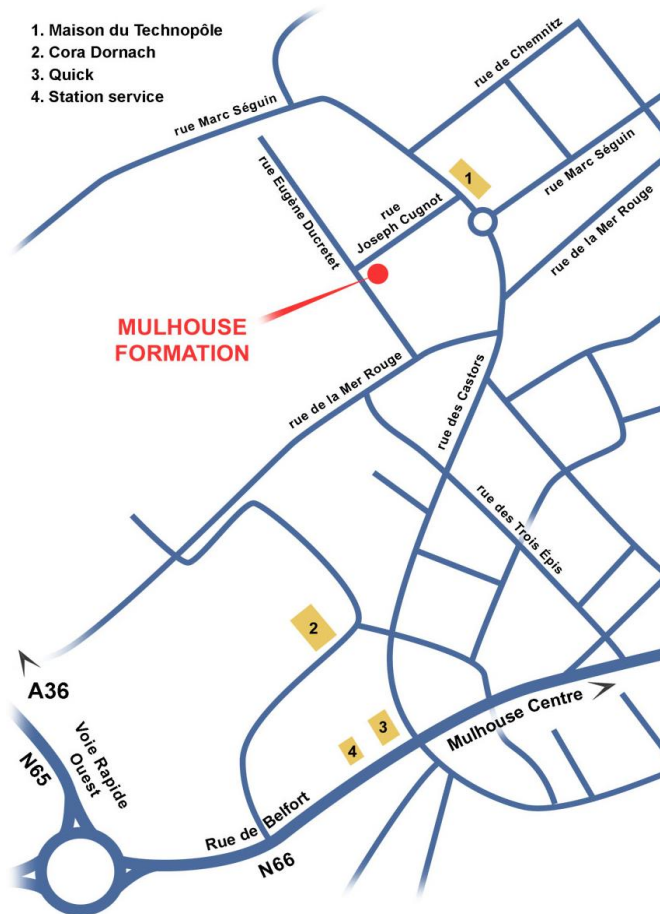 1. Maison du Technopôle
2. Cora Dornach
3. Quick
4. Station service
rue de Chemnitz
rue Marc Séguin
rue Eugène Ducretet
rue
Joseph Cugnot
1
rue Marc Séguin
rue de la Mer Rouge
MULHOUSE
FORMATION
rue de la Mer Rouge
rue des Castors
rue des Trois Épis
2
A36
N65
Voie Rapide
Ouest
3
4
Mulhouse Centre
Rue de Belfort
N66